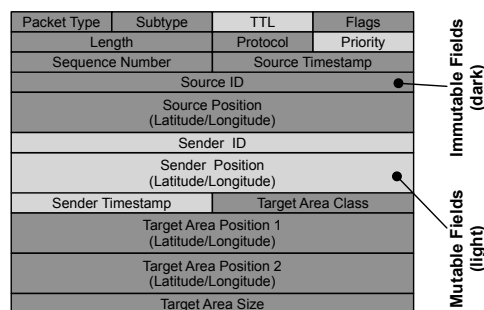 Packet Type Subtype TTL Flags
Length Protocol Priority
Sequence Number Source Timestamp
Source ID
Source Position
(Latitude/Longitude)
Sender ID
Sender Position
(Latitude/Longitude)
Sender Timestamp Target Area Class
Target Area Position 1
(Latitude/Longitude)
Target Area Position 2
(Latitude/Longitude)
Target Area Size
Immutable Fields
(dark)
Mutable Fields
(light)